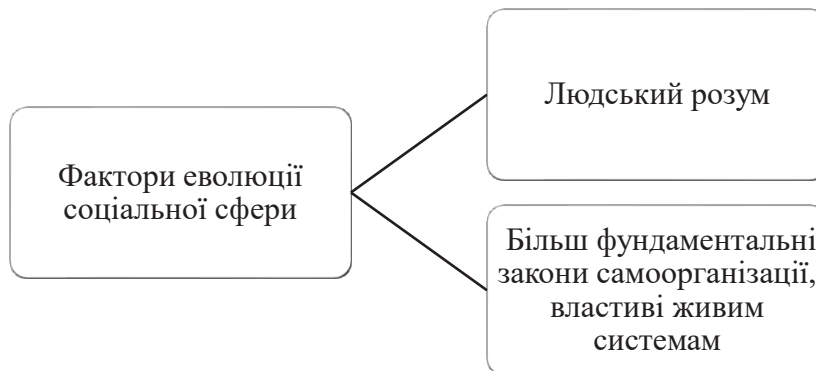 Фактори еволюції
соціальної сфери
Людський розум
Більш фундаментальні
закони самоорганізації,
властиві живим
системам